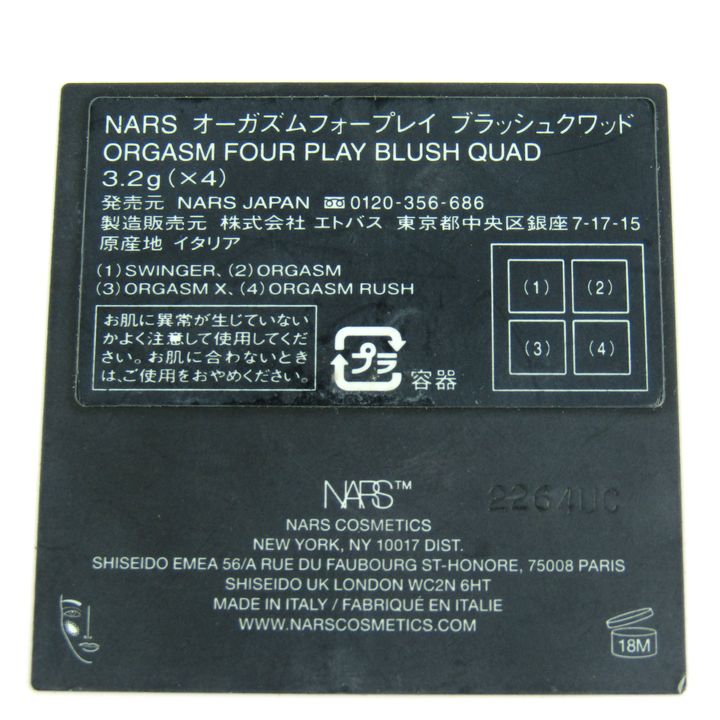 NARS オーガズムフォープレイ ブラッシュクワッド
ORGASM FOUR PLAY BLUSH QUAD
3.2g(×4)
発売元 NARS JAPAN 0120-356-686
製造販売元 株式会社 エトバス 東京都中央区銀座7-17-15
原産地 イタリア
(1)SWINGER、(2)ORGASM
(3)ORGASM X、(4)ORGASM RUSH
(1) (2)
(3) (4)
お肌に異常が生じていない
かよく注意して使用してくだ
さい。お肌に合わないとき
は、ご使用をおやめください。
プラ
容器
NARS™
2264UC
NARS COSMETICS
NEW YORK, NY 10017 DIST.
SHISEIDO EMEA 56/A RUE DU FAUBOURG ST-HONORE, 75008 PARIS
SHISEIDO UK LONDON WC2N 6HT
MADE IN ITALY / FABRIQUÉ EN ITALIE
WWW.NARSCOSMETICS.COM
18M